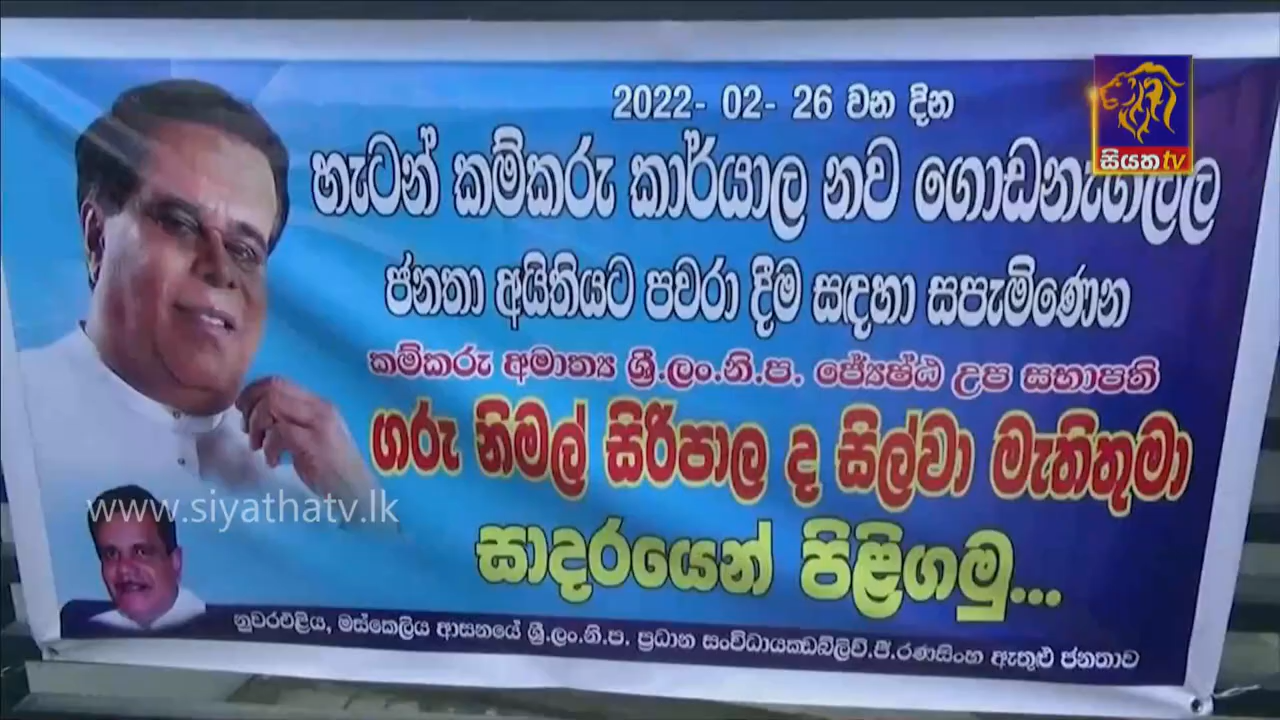 2022- 02- 26 වන දින
හැටන් කම්කරු කාර්යාල නව ගොඩනැගිල්ල
ජනතා අයිතියට පවරා දීම සඳහා සපැමිණෙන
කම්කරු අමාත්‍ය ශ්‍රී.ලං.නි.ප. ජ්‍යේෂ්ඨ උප සභාපති
ගරු නිමල් සිරිපාල ද සිල්වා මැතිතුමා
සාදරයෙන් පිළිගමු...
නුවරඑළිය, මස්කෙලිය ආසනයේ ශ්‍රී.ලං.නි.ප. ප්‍රධාන සංවිධායකඩබ්ලිව්.ජී.රණසිංහ ඇතුළු ජනතාව
සියත tv
www.siyathatv.lk